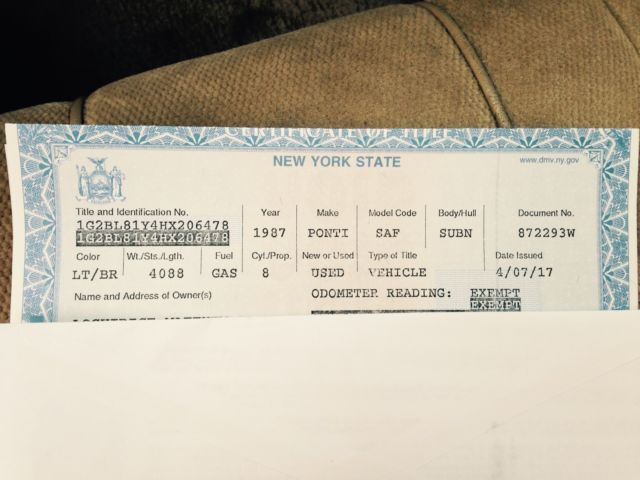 CERTIFICATE OF TITLE
NEW YORK STATE
www.dmv.ny.gov
Title and Identification No. Year Make Model Code Body/Hull Document No.
1G2BL81Y4HX206478 1987 PONTI SAF SUBN 872293W
1G2BL81Y4HX206478
Color Wt./Sts./Lgth. Fuel Cyl./Prop. New or Used Type of Title Date Issued
LT/BR 4088 GAS 8 USED VEHICLE 4/07/17
Name and Address of Owner(s) ODOMETER READING: EXEMPT
EXEMPT